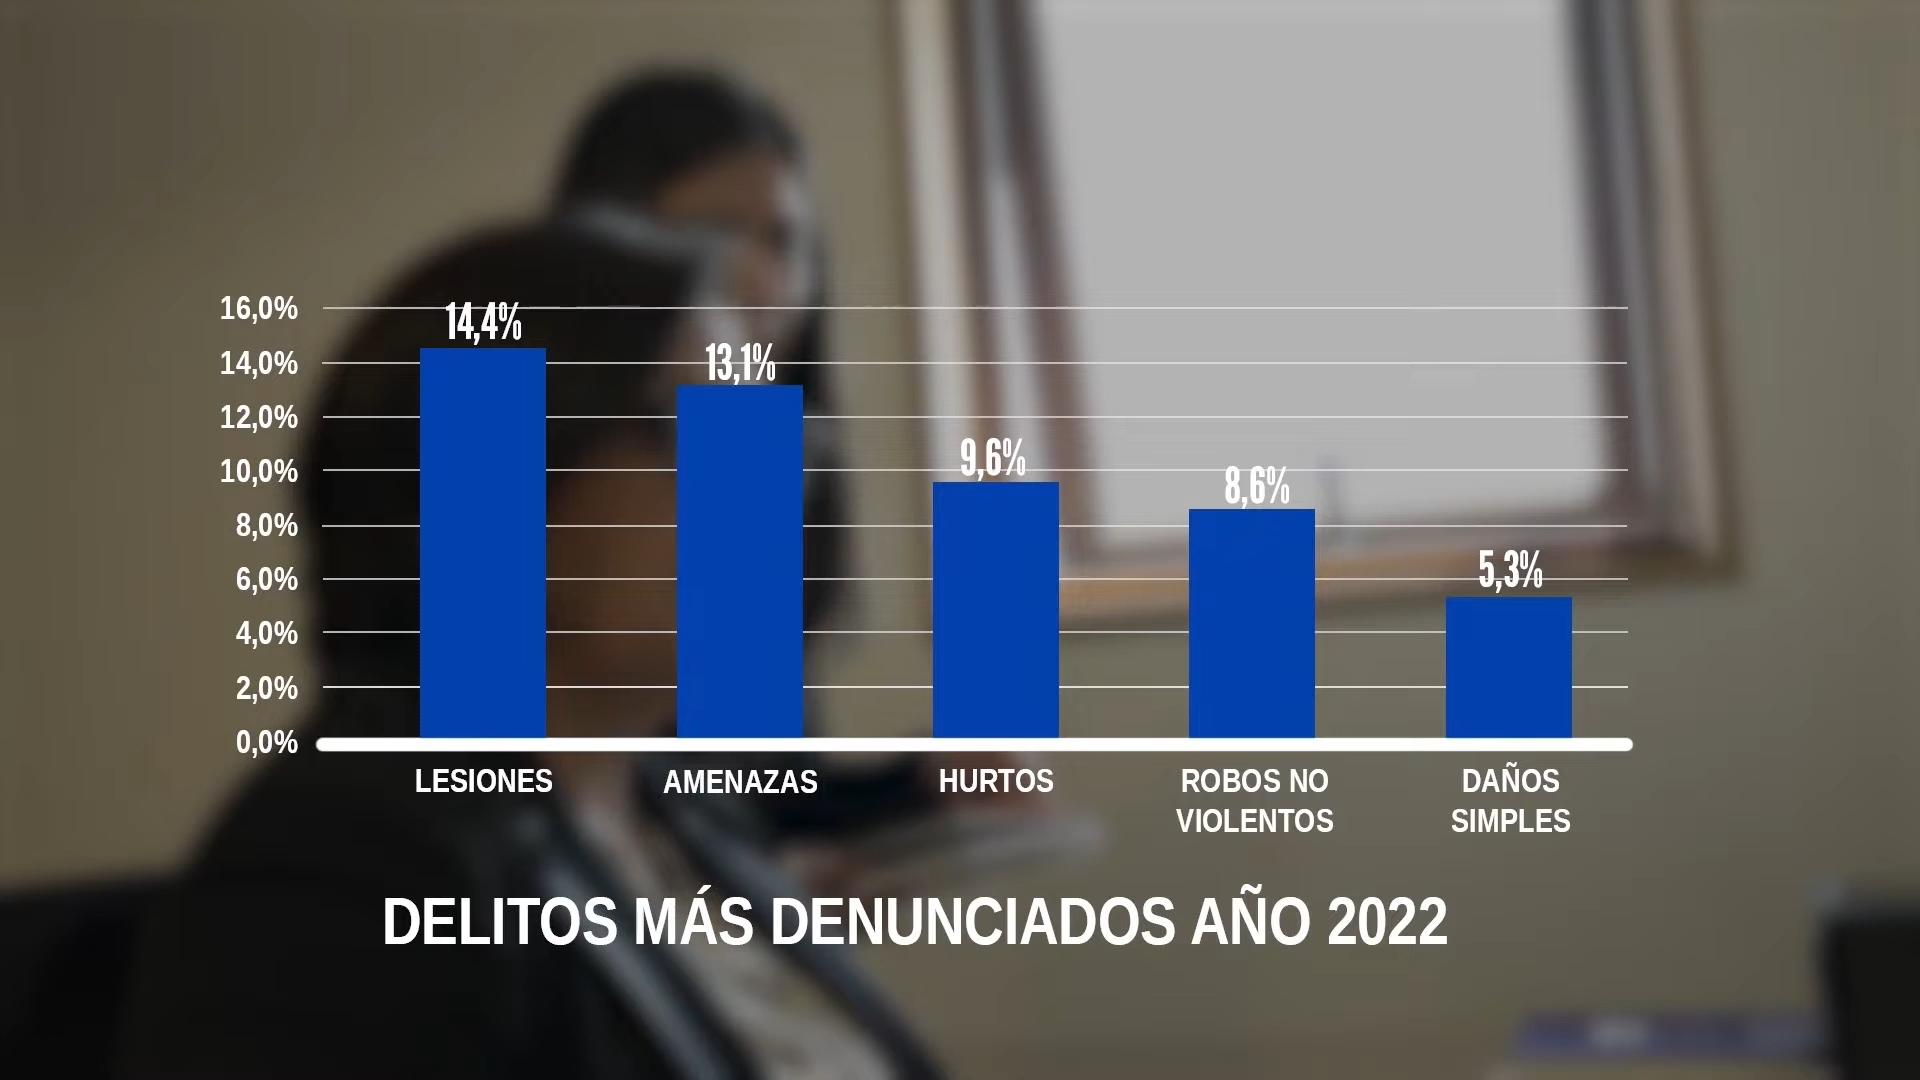 16,0%
14,0%
12,0%
10,0%
8,0%
6,0%
4,0%
2,0%
0,0%
14,4%
13,1%
9,6%
8,6%
5,3%
LESIONES
AMENAZAS
HURTOS
ROBOS NO
VIOLENTOS
DAÑOS
SIMPLES
DELITOS MÁS DENUNCIADOS AÑO 2022